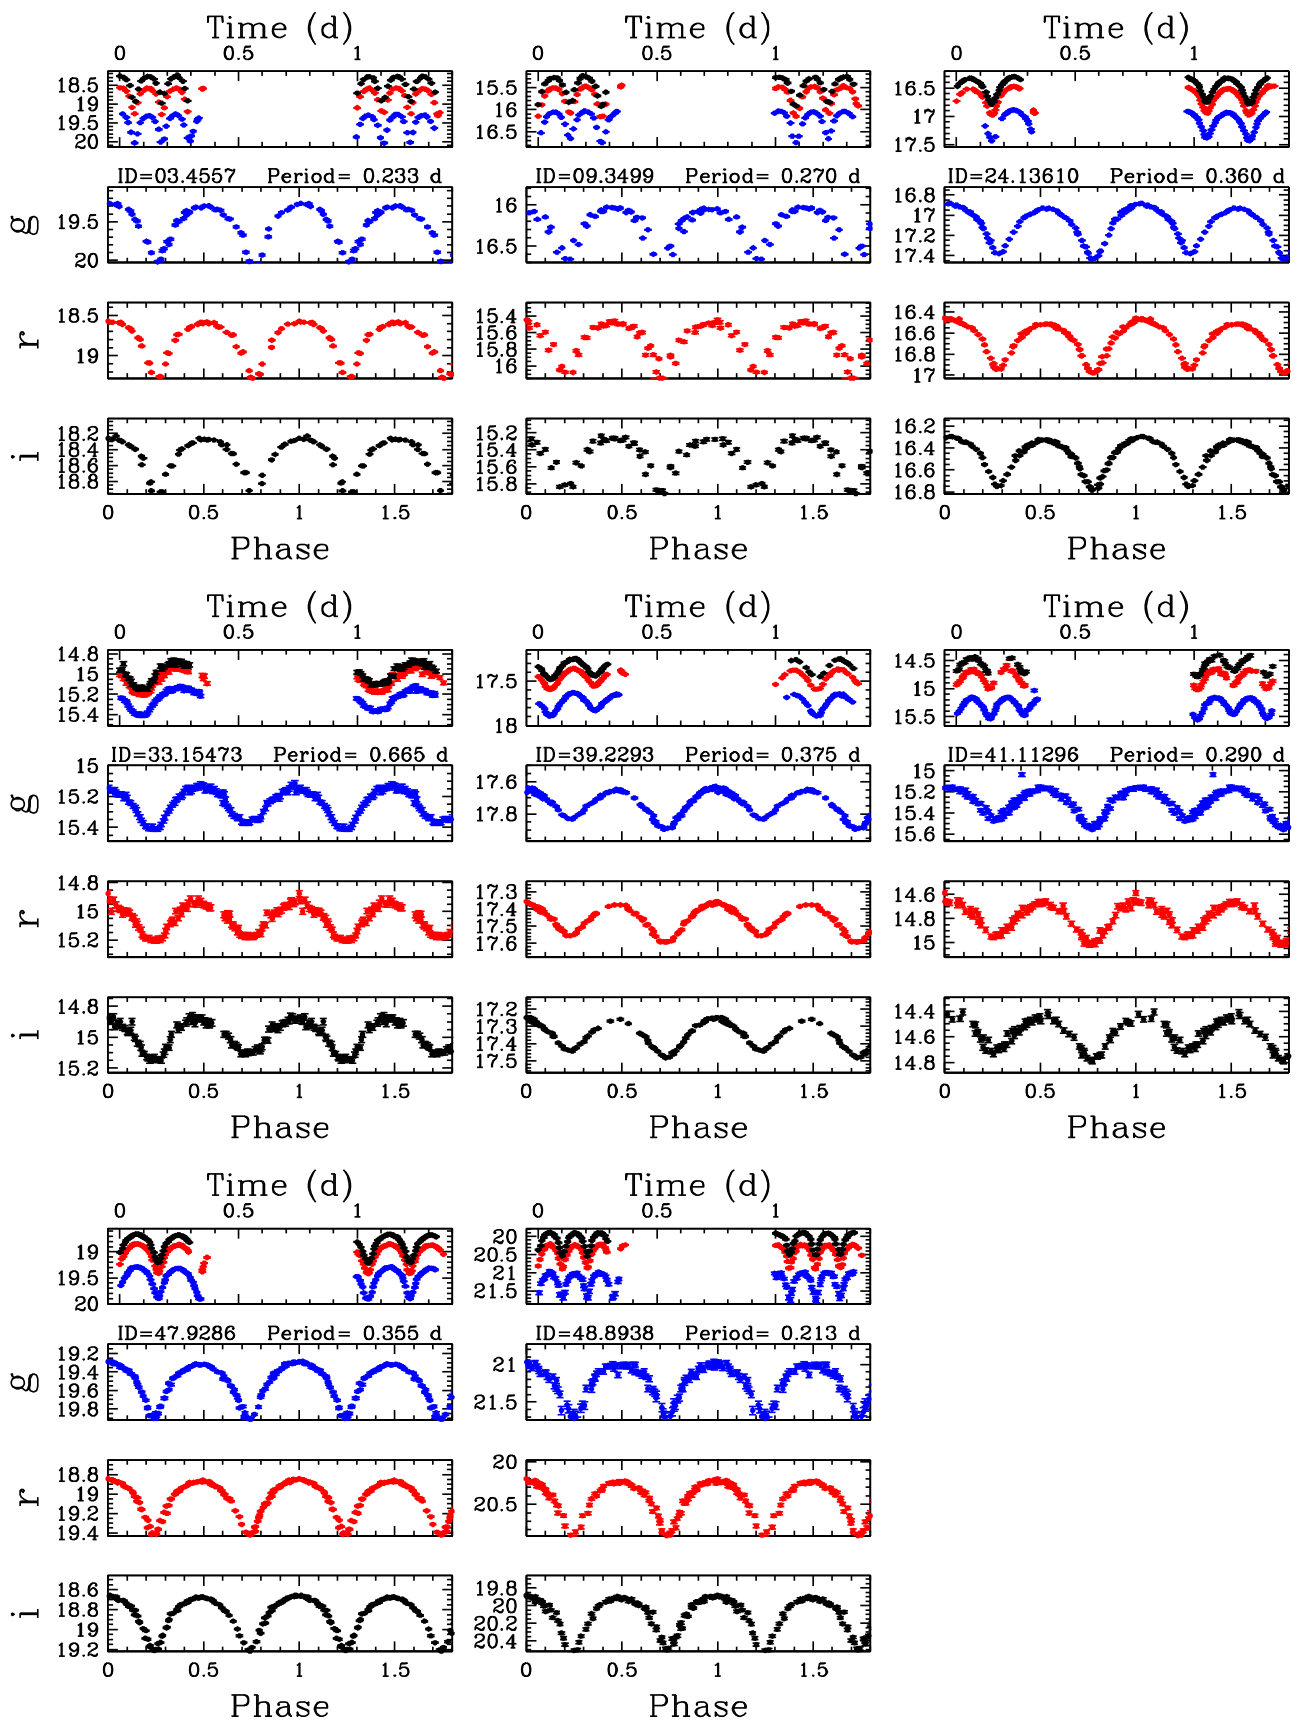 Time (d) Time (d) Time (d)
0 0.5 1 0 0.5 1 0 0.5 1
18.5 15.5 16.5
19 16 17
19.5 16.5 17.5
20
ID=03.4557 Period= 0.233 d ID=09.3499 Period= 0.270 d ID=24.13610 Period= 0.360 d
g 19.5 20 16 16.5 16.8 17 17.2 17.4
r 18.5 19 15.4 15.6 15.8 16 16.4 16.6 16.8 17
i 18.2 18.4 18.6 18.8 15.2 15.4 15.6 15.8 16.2 16.4 16.6 16.8
0 0.5 1 1.5 0 0.5 1 1.5 0 0.5 1 1.5
Phase Phase Phase
Time (d) Time (d) Time (d)
0 0.5 1 0 0.5 1 0 0.5 1
14.8 15 15.2 15.4 17.5 18 14.5 15 15.5
ID=33.15473 Period= 0.665 d ID=39.2293 Period= 0.375 d ID=41.11296 Period= 0.290 d
g 15 15.2 15.4 17.6 17.8 15 15.2 15.4 15.6
r 14.8 15 15.2 17.3 17.4 17.5 17.6 14.6 14.8 15
i 14.8 15 15.2 17.2 17.3 17.4 17.5 14.4 14.6 14.8
0 0.5 1 1.5 0 0.5 1 1.5 0 0.5 1 1.5
Phase Phase Phase
Time (d) Time (d)
0 0.5 1 0 0.5 1
19 19.5 20 20 20.5 21 21.5
ID=47.9286 Period= 0.355 d ID=48.8938 Period= 0.213 d
g 19.2 19.4 19.6 19.8 21 21.5
r 18.8 19 19.2 19.4 20 20.5
i 18.6 18.8 19 19.2 19.8 20 20.2 20.4
0 0.5 1 1.5 0 0.5 1 1.5
Phase Phase